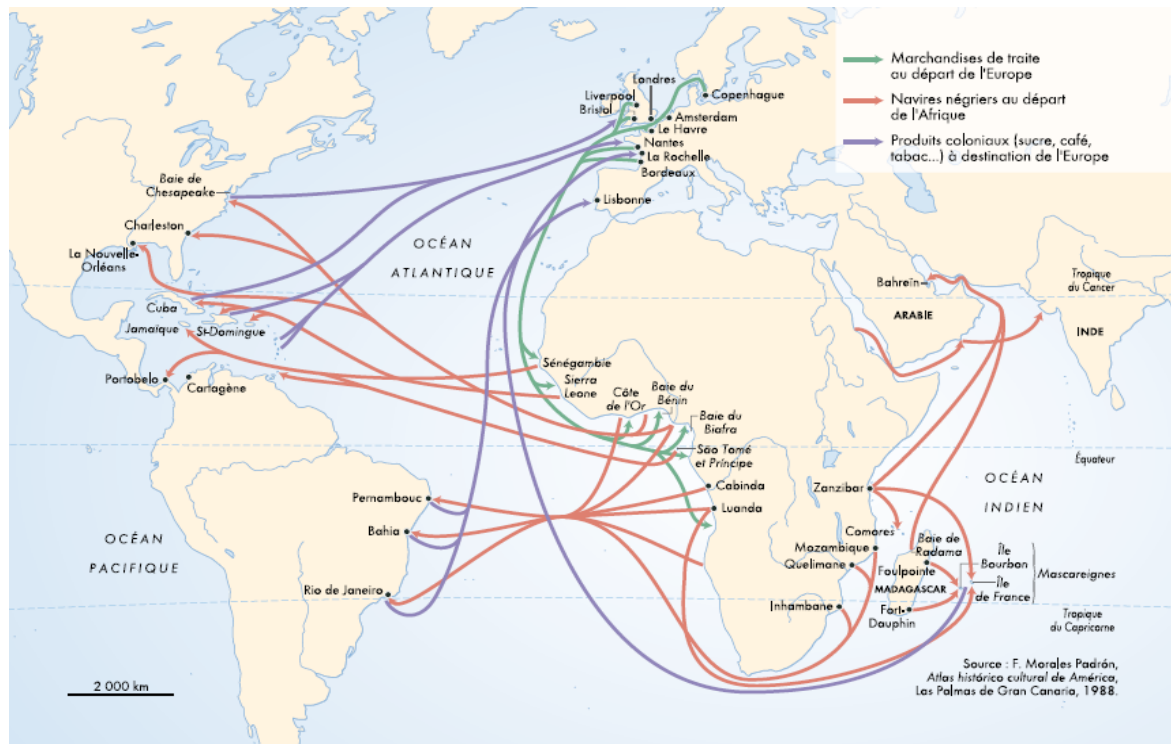 Marchandises de traite
au départ de l'Europe
Navires négriers au départ
de l'Afrique
Produits coloniaux (sucre, café,
tabac...) à destination de l'Europe
Londres
Liverpool
Bristol
Copenhague
Amsterdam
Le Havre
Nantes
La Rochelle
Bordeaux
Lisbonne
Baie de
Chesapeake
Charleston
La Nouvelle-
Orléans
OCÉAN
ATLANTIQUE
Cuba
Jamaïque
St-Domingue
Portobelo
Cartagène
Sénégambie
Sierra
Leone
Côte
de l'Or
Baie du
Bénin
Baie du
Biafra
São Tomé
et Príncipe
Bahreïn
ARABIE
Tropique
du Cancer
INDE
Équateur
OCÉAN
INDIEN
Cabinda
Luanda
Zanzibar
Comores
Mozambique
Quelimane
Baie de
Radama
Foulpointe
MADAGASCAR
Fort-
Dauphin
Inhambane
Île
Bourbon
Île
de France
Mascareignes
Tropique
du Capricorne
Pernambouc
Bahia
Rio de Janeiro
OCÉAN
PACIFIQUE
2 000 km
Source : F. Morales Padrón,
Atlas histórico cultural de América,
Las Palmas de Gran Canaria, 1988.